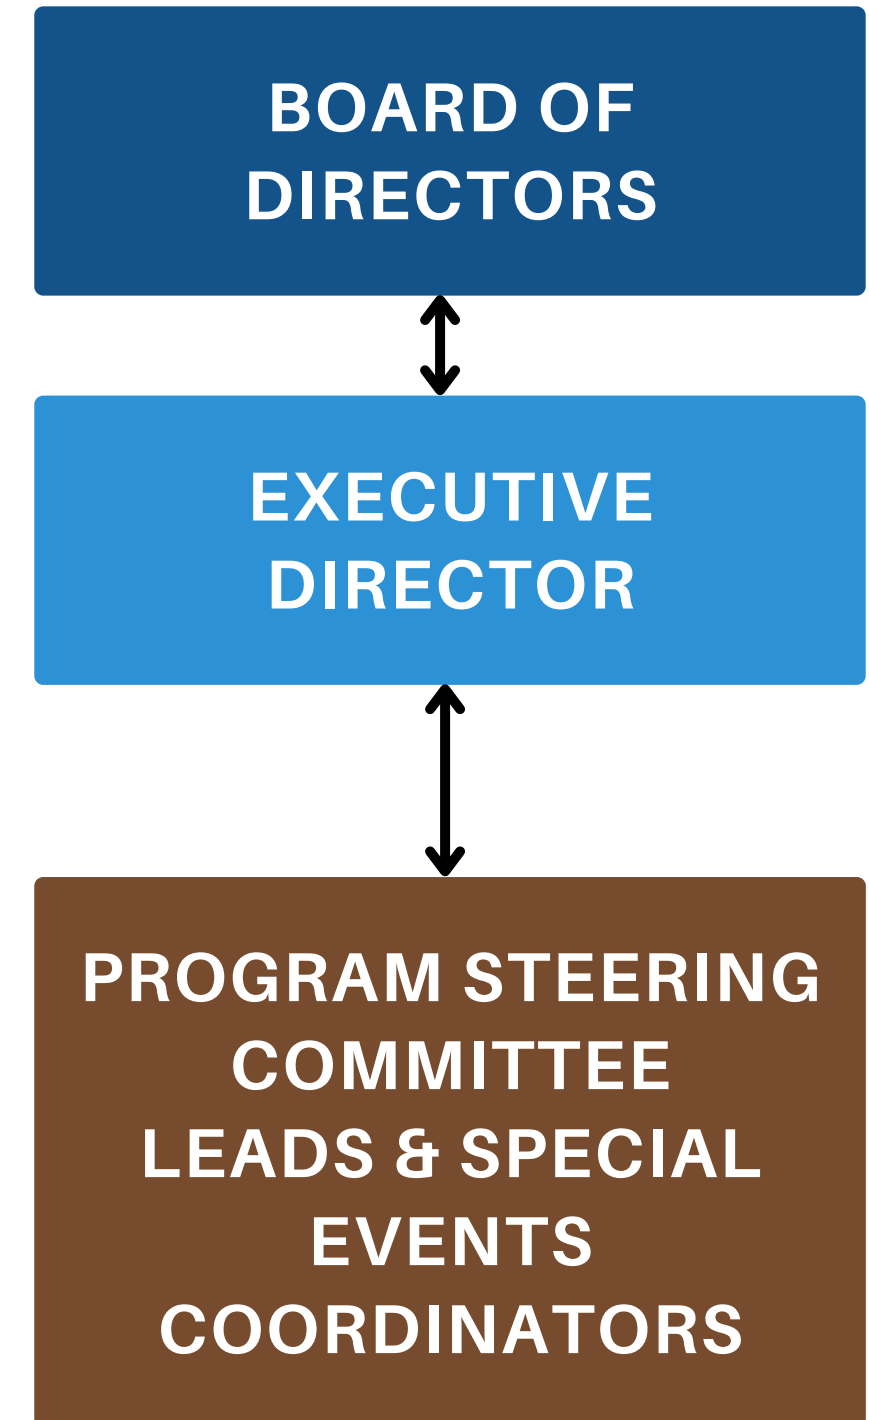 BOARD OF
DIRECTORS
EXECUTIVE
DIRECTOR
PROGRAM STEERING
COMMITTEE
LEADS & SPECIAL
EVENTS
COORDINATORS